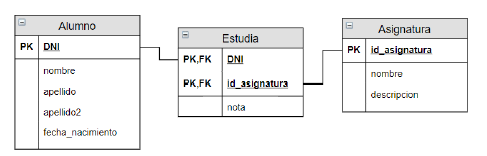 Alumno
PK DNI
nombre
apellido
apellido2
fecha_nacimiento
Estudia
PK,FK DNI
PK,FK id_asignatura
nota
Asignatura
PK id_asignatura
nombre
descripcion